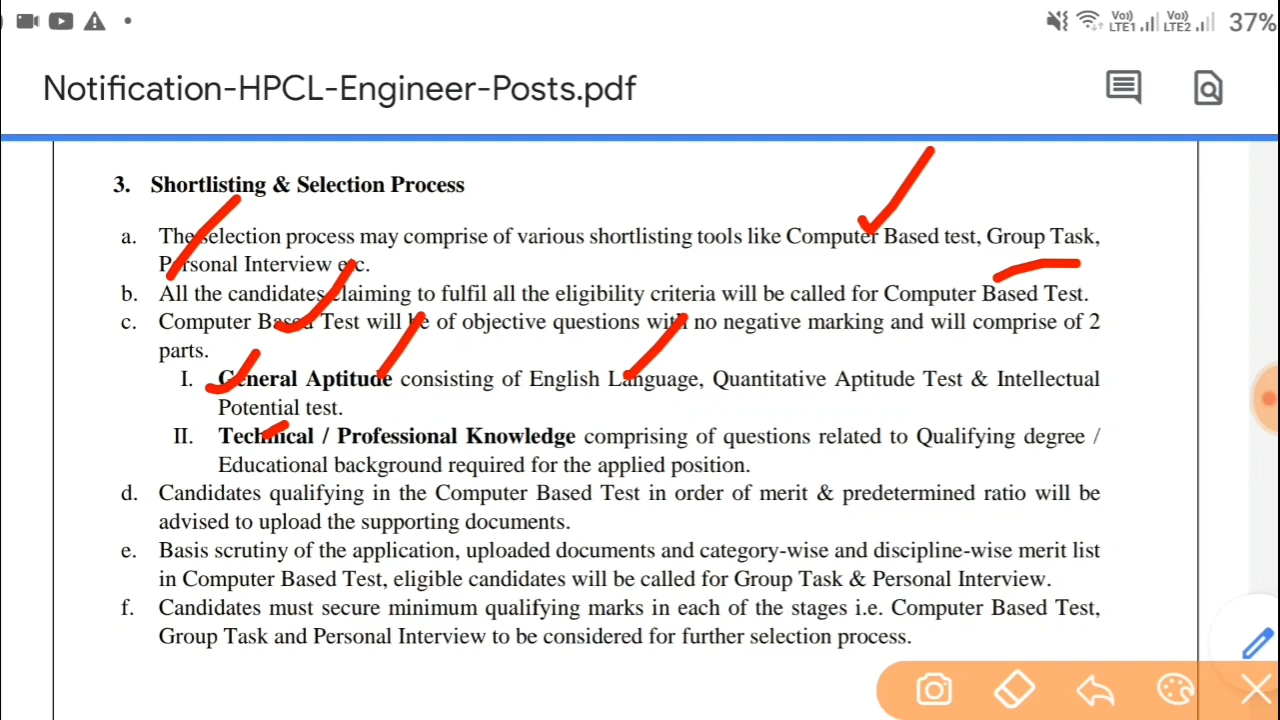 Vo)) LTE1 Vo)) LTE2 37%
Notification-HPCL-Engineer-Posts.pdf
3. Shortlisting & Selection Process
a. The selection process may comprise of various shortlisting tools like Computer Based test, Group Task,
Personal Interview etc.
b. All the candidates claiming to fulfil all the eligibility criteria will be called for Computer Based Test.
c. Computer Based Test will be of objective questions with no negative marking and will comprise of 2
parts.
I. General Aptitude consisting of English Language, Quantitative Aptitude Test & Intellectual
Potential test.
II. Technical / Professional Knowledge comprising of questions related to Qualifying degree /
Educational background required for the applied position.
d. Candidates qualifying in the Computer Based Test in order of merit & predetermined ratio will be
advised to upload the supporting documents.
e. Basis scrutiny of the application, uploaded documents and category-wise and discipline-wise merit list
in Computer Based Test, eligible candidates will be called for Group Task & Personal Interview.
f. Candidates must secure minimum qualifying marks in each of the stages i.e. Computer Based Test,
Group Task and Personal Interview to be considered for further selection process.